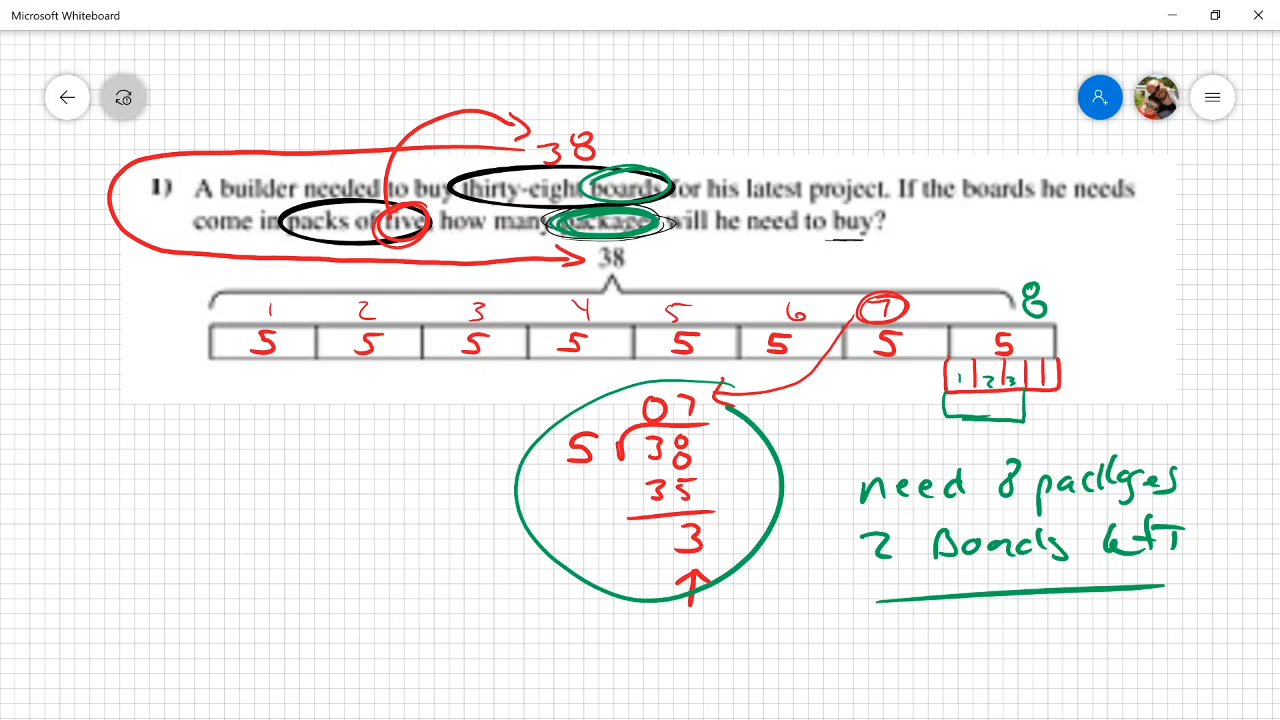 Microsoft Whiteboard
38
1) A builder needed to buy thirty-eight boards for his latest project. If the boards he needs
come in packs of five, how many packages will he need to buy?
38
1 2 3 4 5 6 7 8
5 5 5 5 5 5 5 5
1 2 3
07
5 38
35
3
need 8 packages
2 Boards left